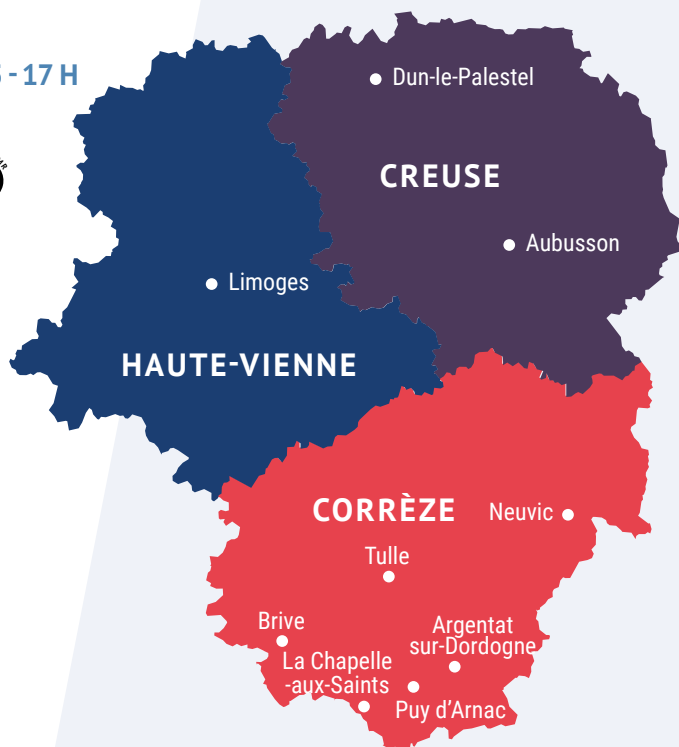 - 17 H
Dun-le-Palestel
CREUSE
Aubusson
Limoges
HAUTE-VIENNE
CORRÈZE
Neuvic
Tulle
Brive
Argentat
sur-Dordogne
La Chapelle
-aux-Saints
Puy d’Arnac